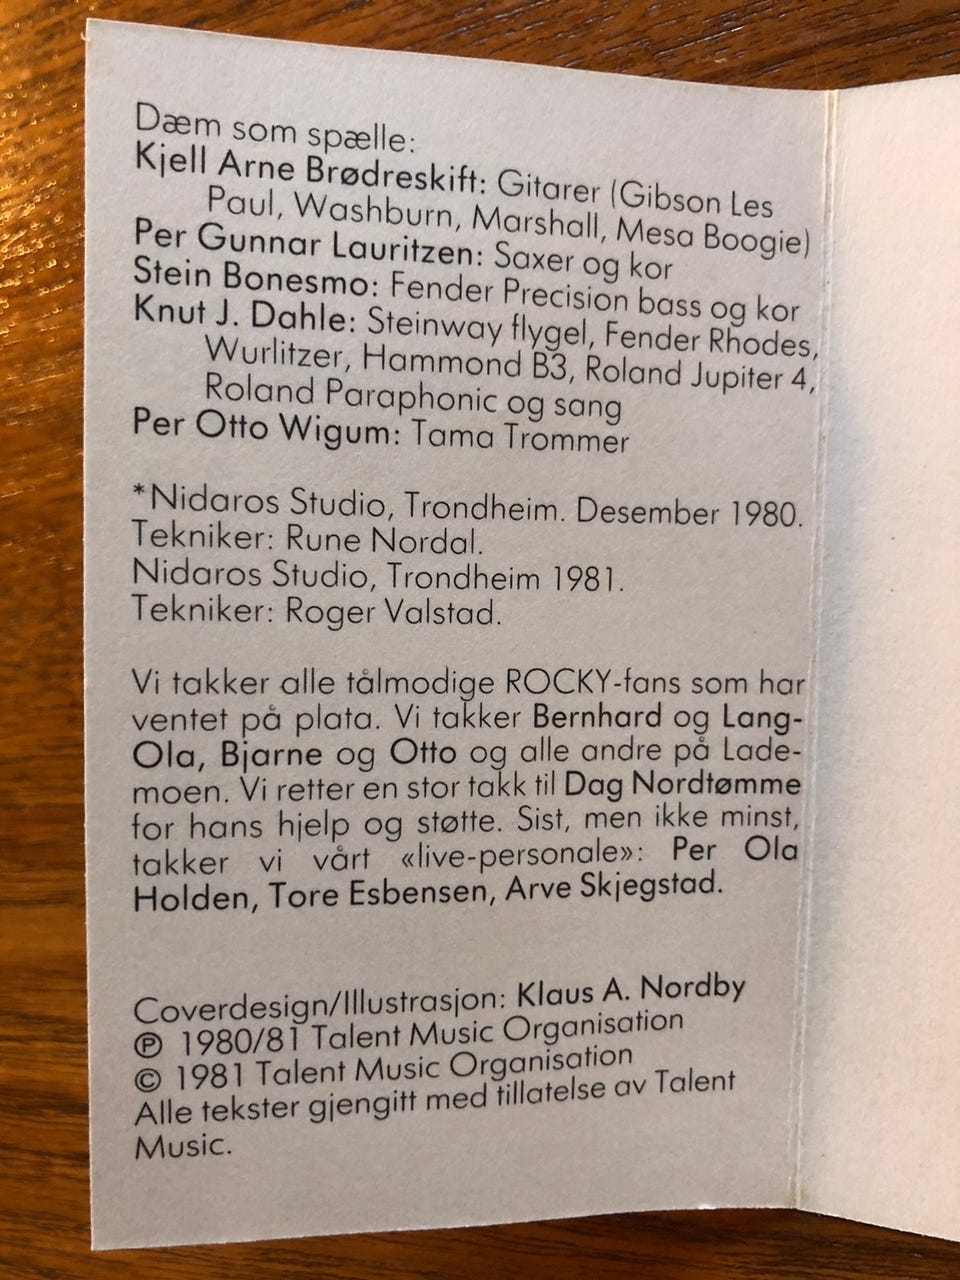 Dæm som spælle:
Kjell Arne Brødreskift: Gitarer (Gibson Les
Paul, Washburn, Marshall, Mesa Boogie)
Per Gunnar Lauritzen: Saxer og kor
Stein Bonesmo: Fender Precision bass og kor
Knut J. Dahle: Steinway flygel, Fender Rhodes,
Wurlitzer, Hammond B3, Roland Jupiter 4,
Roland Paraphonic og sang
Per Otto Wigum: Tama Trommer
*Nidaros Studio, Trondheim. Desember 1980.
Tekniker: Rune Nordal.
Nidaros Studio, Trondheim 1981.
Tekniker: Roger Valstad.
Vi takker alle tålmodige ROCKY-fans som har
ventet på plata. Vi takker Bernhard og Lang-
Ola, Bjarne og Otto og alle andre på Lade-
moen. Vi retter en stor takk til Dag Nordtømme
for hans hjelp og støtte. Sist, men ikke minst,
takker vi vårt «live-personale»: Per Ola
Holden, Tore Esbensen, Arve Skjegstad.
Coverdesign/Illustrasjon: Klaus A. Nordby
℗ 1980/81 Talent Music Organisation
© 1981 Talent Music Organisation
Alle tekster gjengitt med tillatelse av Talent
Music.